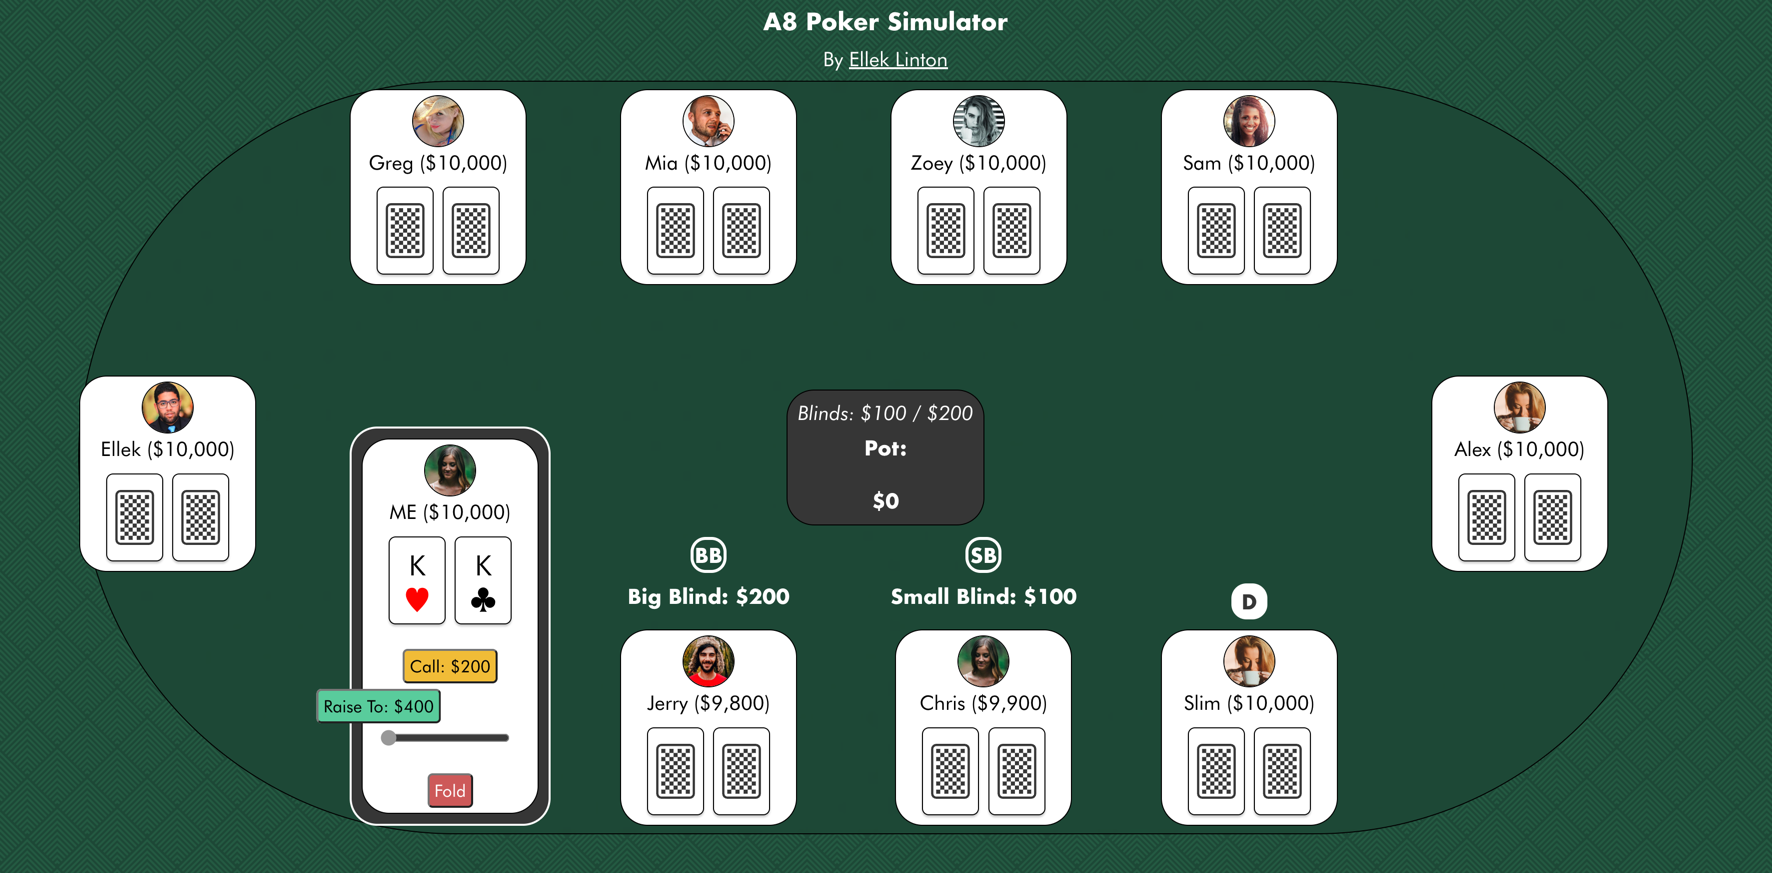 A8 Poker Simulator
By Ellek Linton
Greg ($10,000)
Mia ($10,000)
Zoey ($10,000)
Sam ($10,000)
Ellek ($10,000)
Alex ($10,000)
Blinds: $100 / $200
Pot:
$0
ME ($10,000)
K
K
Call: $200
Raise To: $400
Fold
BB
Big Blind: $200
Jerry ($9,800)
SB
Small Blind: $100
Chris ($9,900)
D
Slim ($10,000)